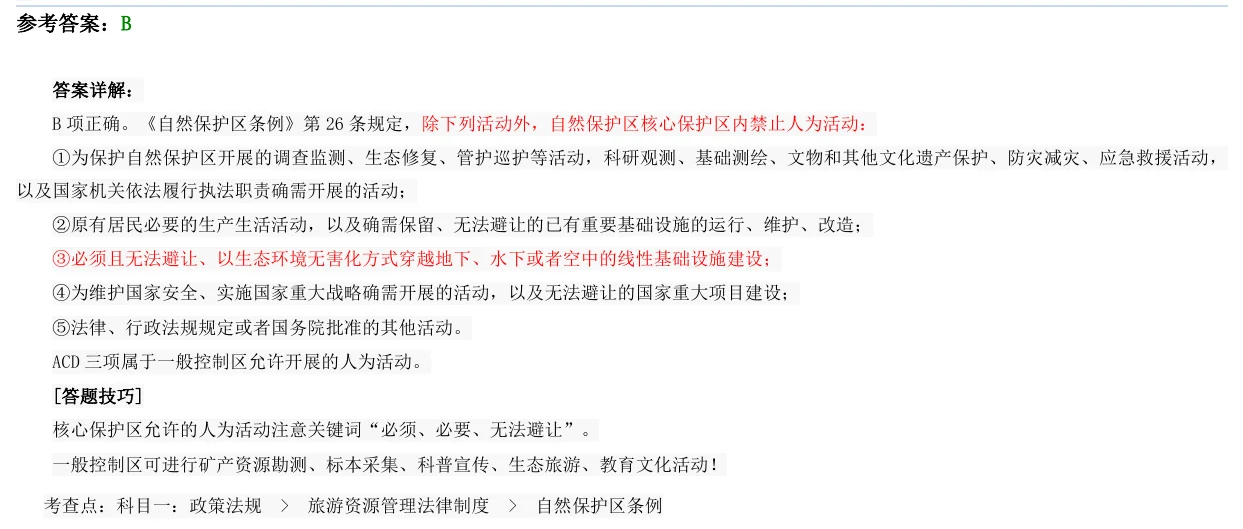 参考答案：B
答案详解：
B 项正确。《自然保护区条例》第 26 条规定，除下列活动外，自然保护区核心保护区内禁止人为活动：
①为保护自然保护区开展的调查监测、生态修复、管护巡护等活动，科研观测、基础测绘、文物和其他文化遗产保护、防灾减灾、应急救援活动，
以及国家机关依法履行执法职责确需开展的活动；
②原有居民必要的生产生活活动，以及确需保留、无法避让的已有重要基础设施的运行、维护、改造；
③必须且无法避让、以生态环境无害化方式穿越地下、水下或者空中的线性基础设施建设；
④为维护国家安全、实施国家重大战略确需开展的活动，以及无法避让的国家重大项目建设；
⑤法律、行政法规规定或者国务院批准的其他活动。
ACD 三项属于一般控制区允许开展的人为活动。
[答题技巧]
核心保护区允许的人为活动注意关键词“必须、必要、无法避让”。
一般控制区可进行矿产资源勘测、标本采集、科普宣传、生态旅游、教育文化活动！
考查点：科目一：政策法规 > 旅游资源管理法律制度 > 自然保护区条例